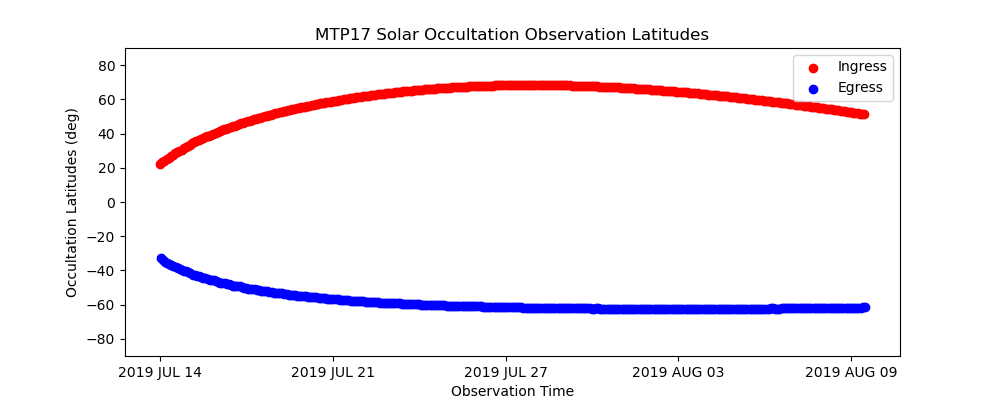 MTP17 Solar Occultation Observation Latitudes
Ingress
Egress
Occultation Latitudes (deg)
80
60
40
20
0
−20
−40
−60
−80
2019 JUL 14
2019 JUL 21
2019 JUL 27
2019 AUG 03
2019 AUG 09
Observation Time